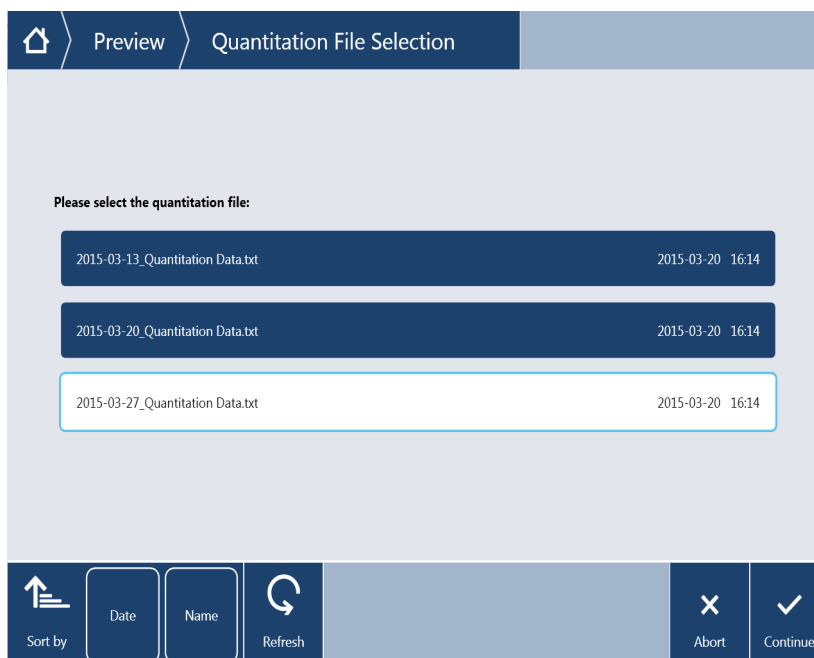 Preview Quantitation File Selection
Please select the quantitation file:
2015-03-13_Quantitation Data.txt 2015-03-20 16:14
2015-03-20_Quantitation Data.txt 2015-03-20 16:14
2015-03-27_Quantitation Data.txt 2015-03-20 16:14
Sort by Date Name Refresh Abort Continue